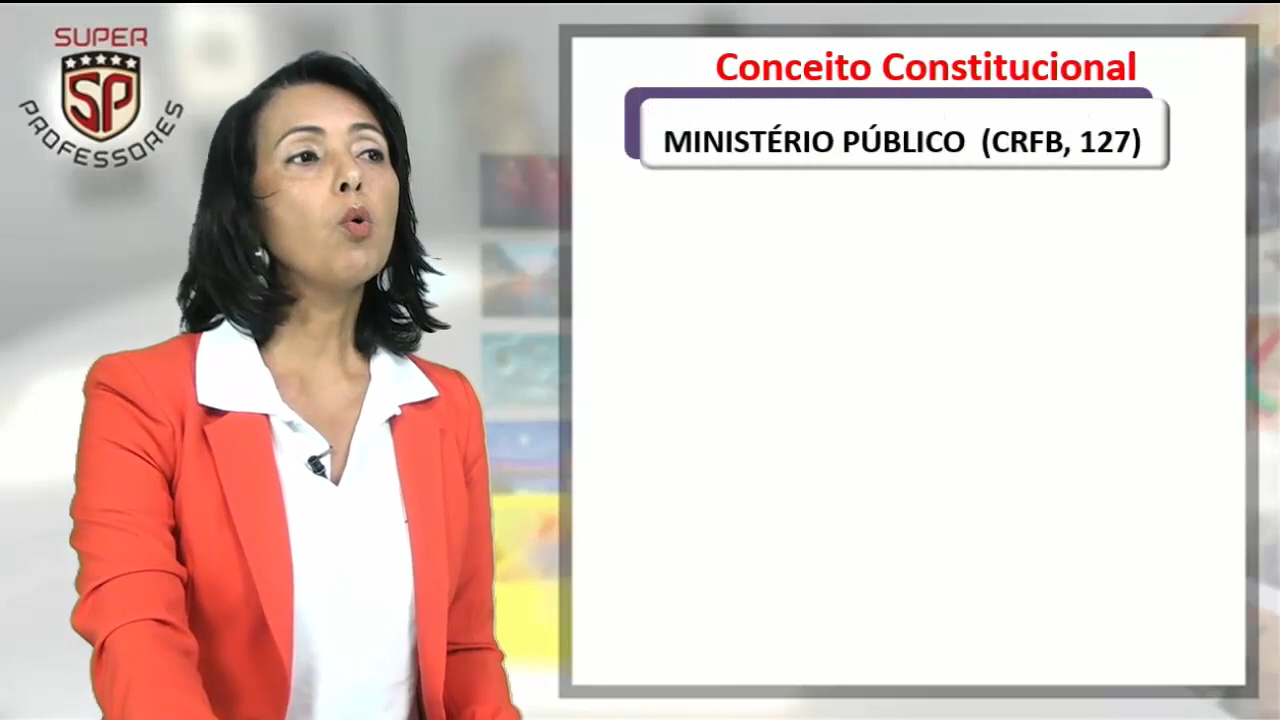 SUPER
SP
PROFESSORES
Conceito Constitucional
MINISTÉRIO PÚBLICO (CRFB, 127)